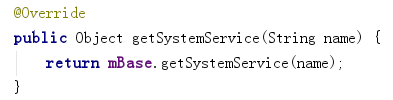 @Override
public Object getSystemService(String name) {
    return mBase.getSystemService(name);
}